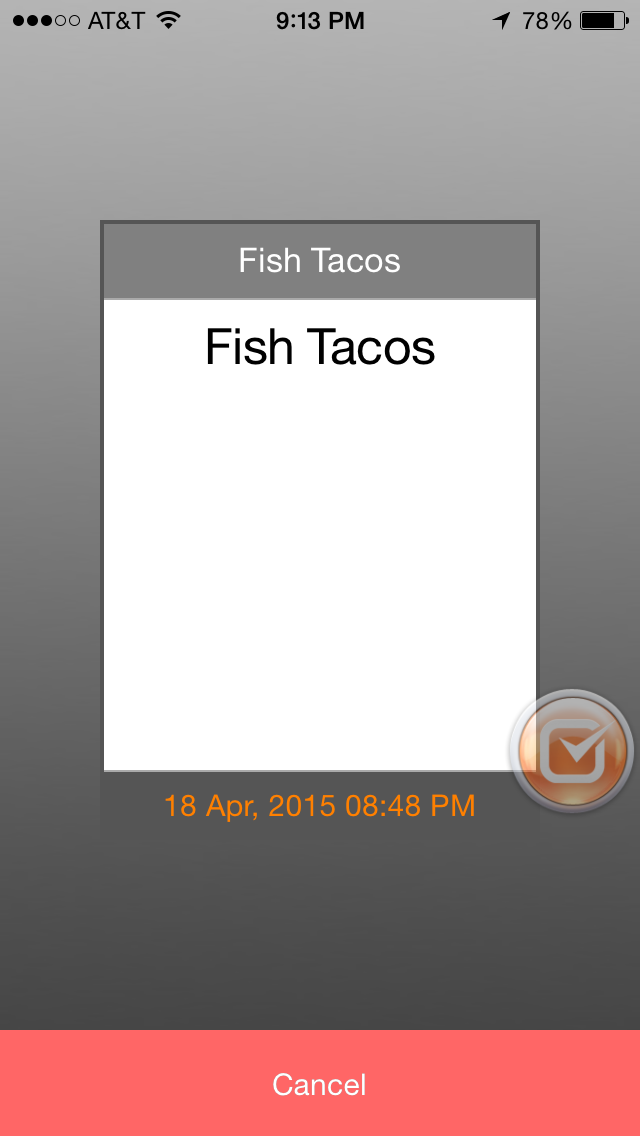 AT&T 9:13 PM 78%
Fish Tacos
Fish Tacos
18 Apr, 2015 08:48 PM
Cancel